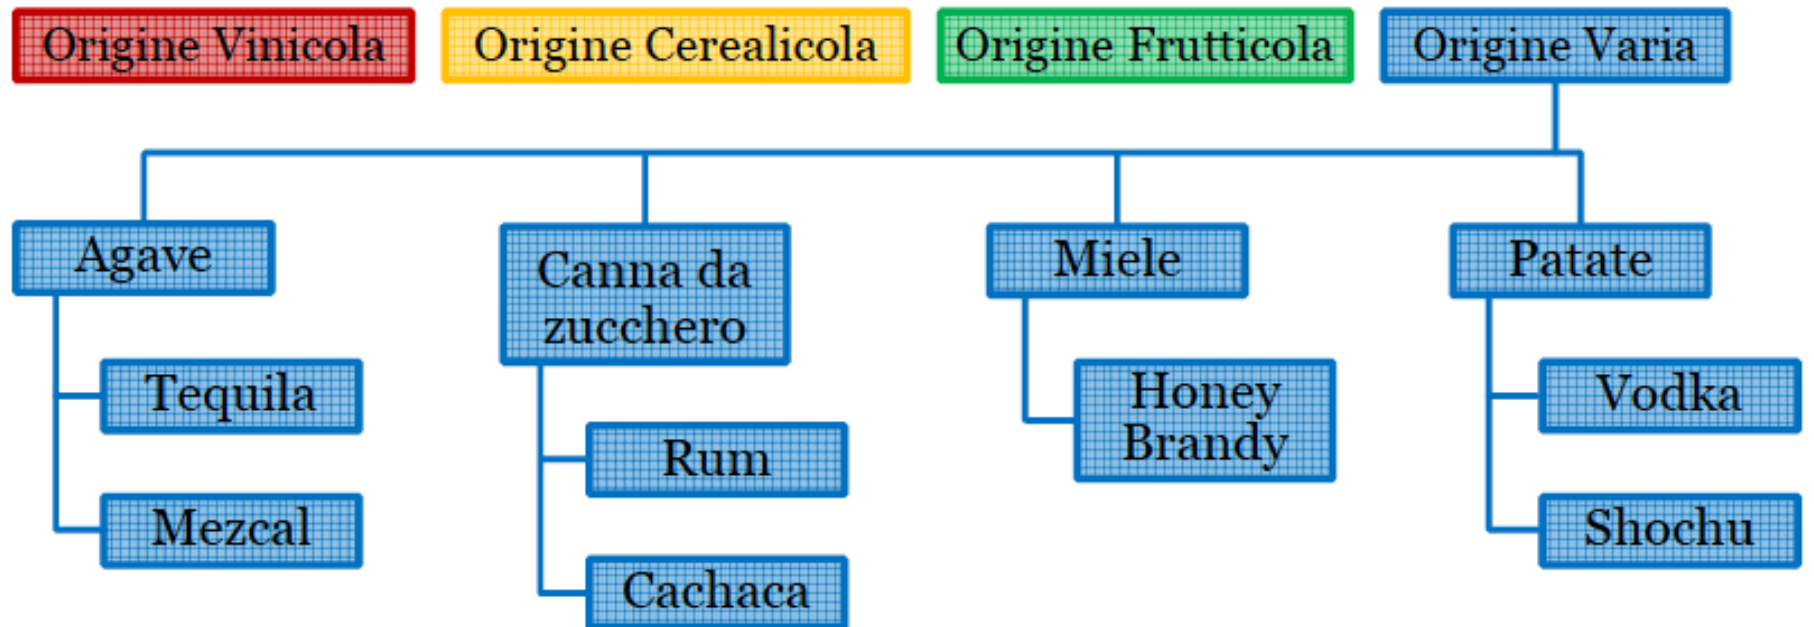 Origine Vinicola
Origine Cerealicola
Origine Frutticola
Origine Varia
Agave
Canna da
zucchero
Miele
Patate
Tequila
Mezcal
Rum
Cachaca
Honey
Brandy
Vodka
Shochu